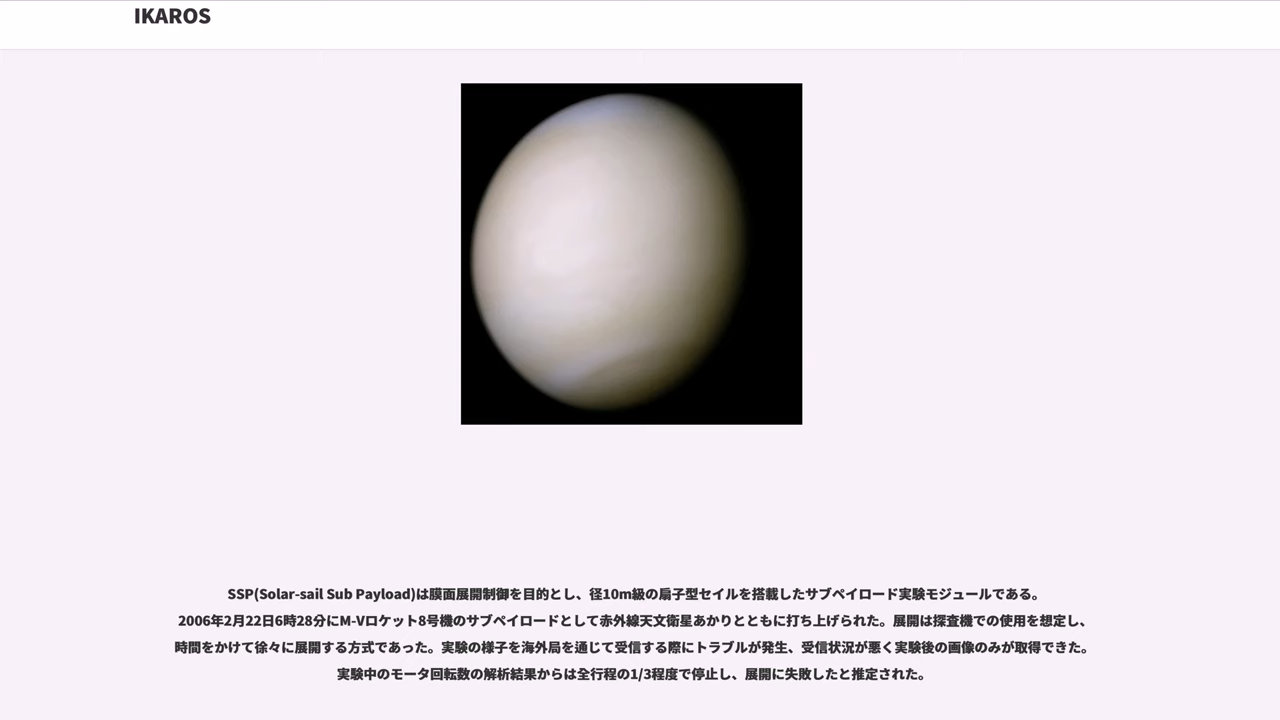 IKAROS
SSP(Solar-sail Sub Payload)は膜面展開制御を目的とし、径10m級の扇子型セイルを搭載したサブペイロード実験モジュールである。
2006年2月22日6時28分にM-Vロケット8号機のサブペイロードとして赤外線天文衛星あかりとともに打ち上げられた。展開は探査機での使用を想定し、
時間をかけて徐々に展開する方式であった。実験の様子を海外局を通じて受信する際にトラブルが発生、受信状況が悪く実験後の画像のみが取得できた。
実験中のモータ回転数の解析結果からは全行程の1/3程度で停止し、展開に失敗したと推定された。